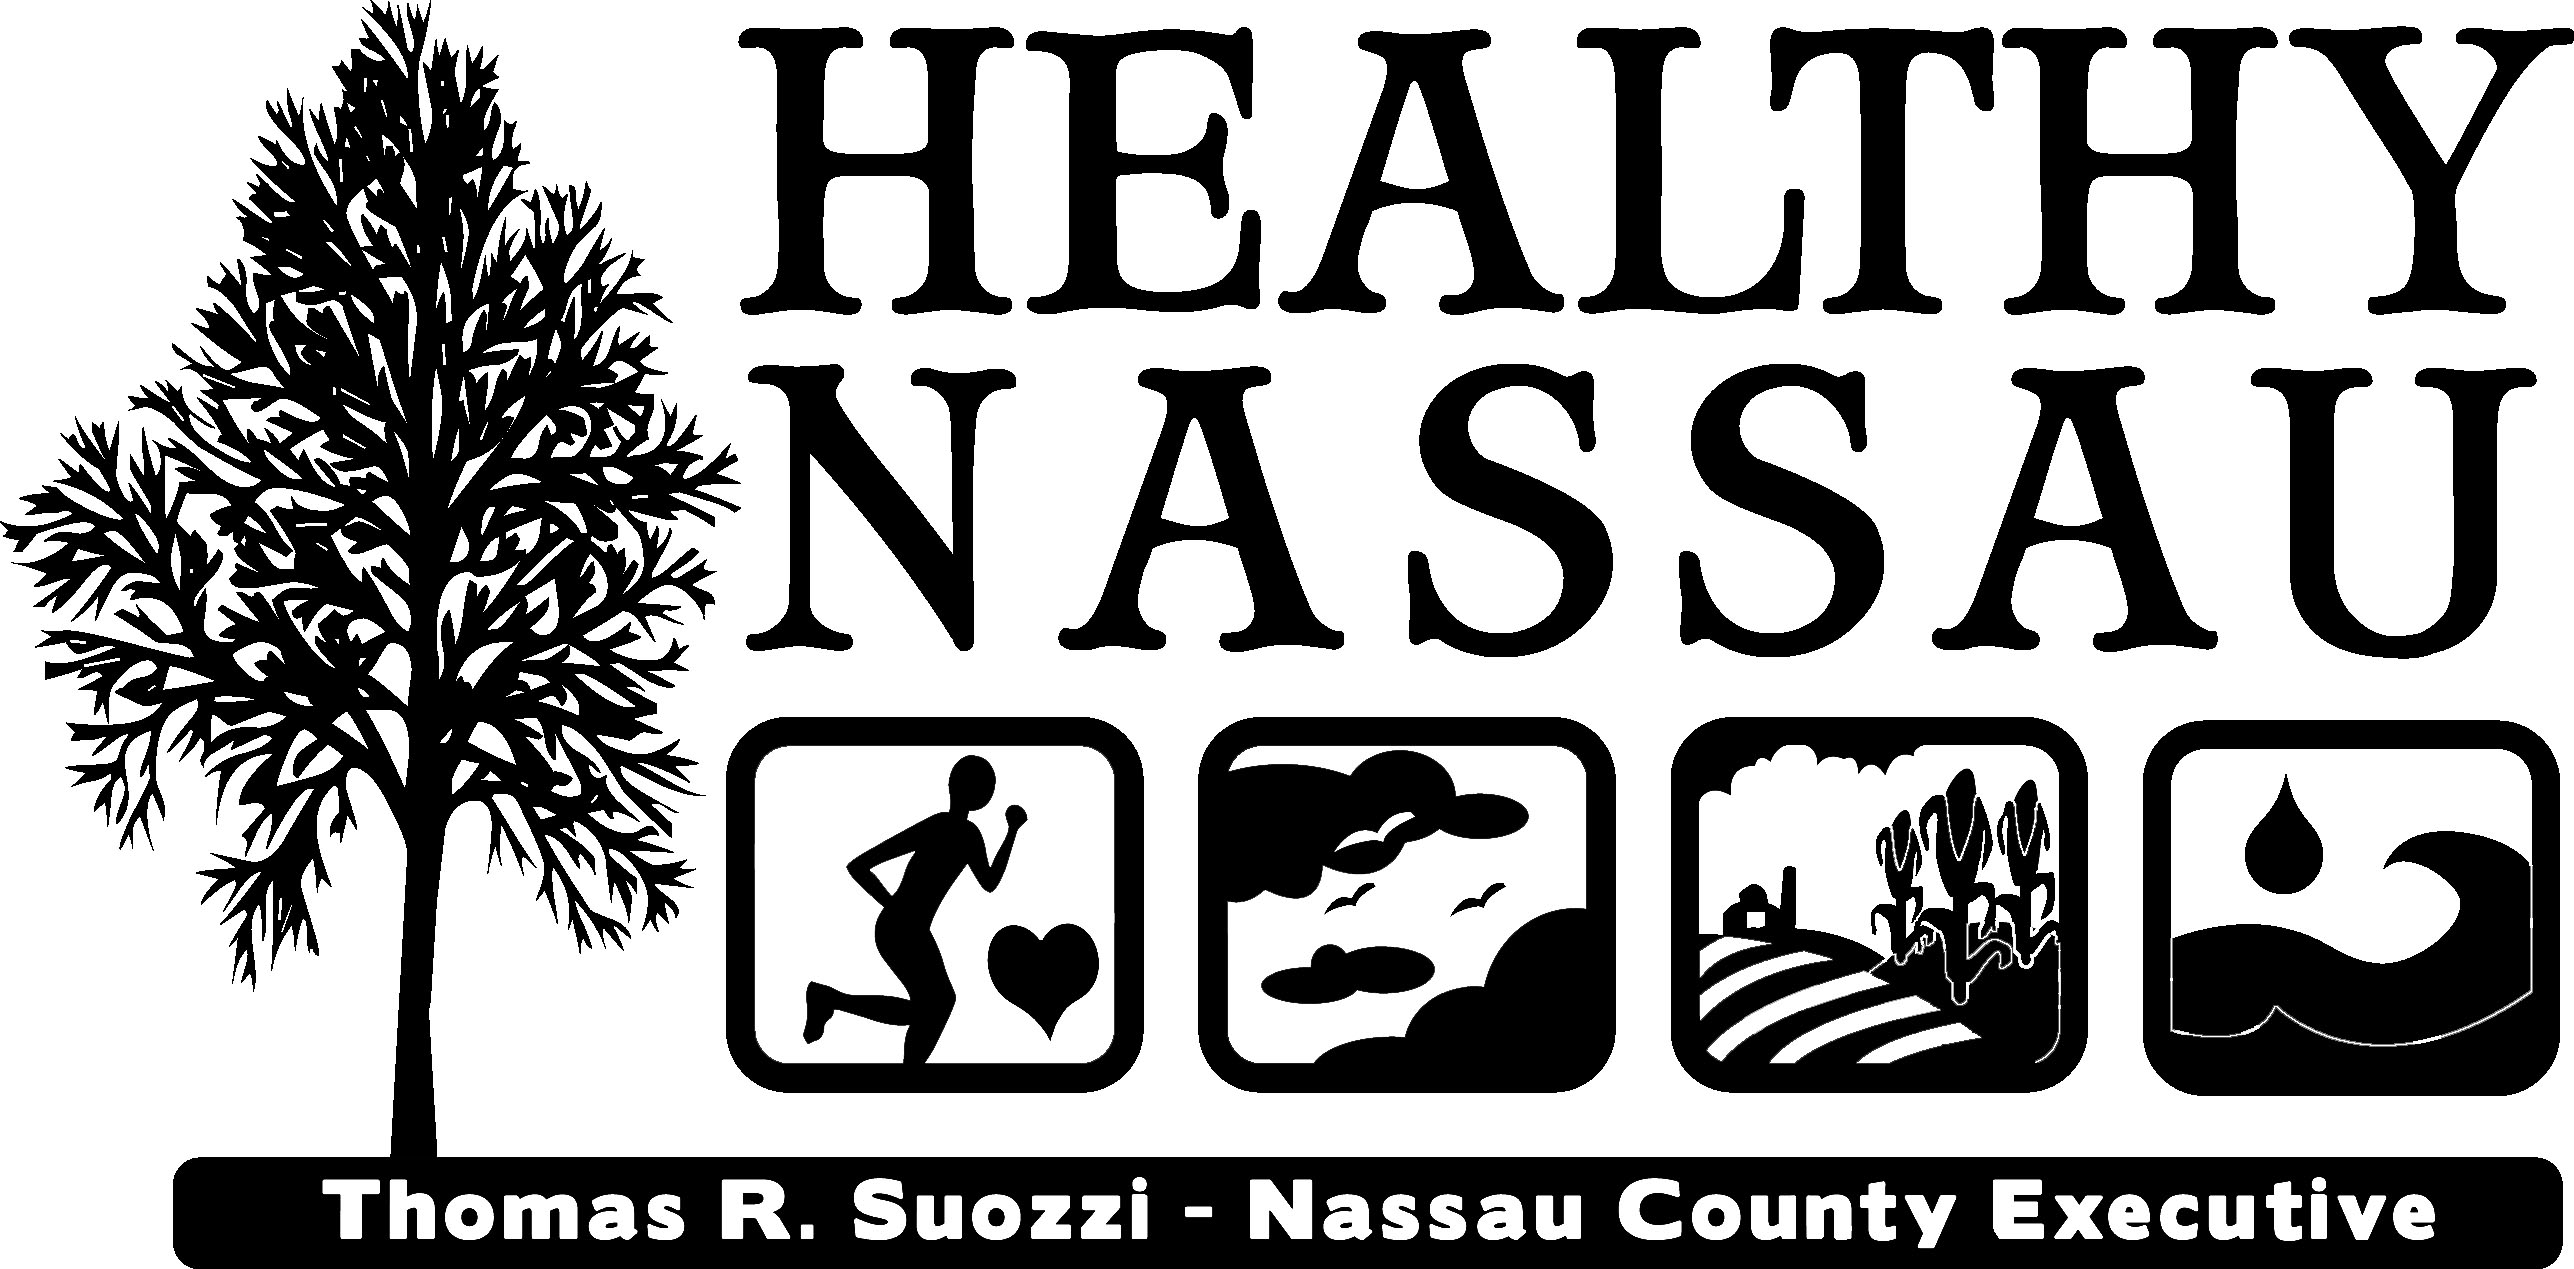 HEALTHY
NASSAU
Thomas R. Suozzi - Nassau County Executive